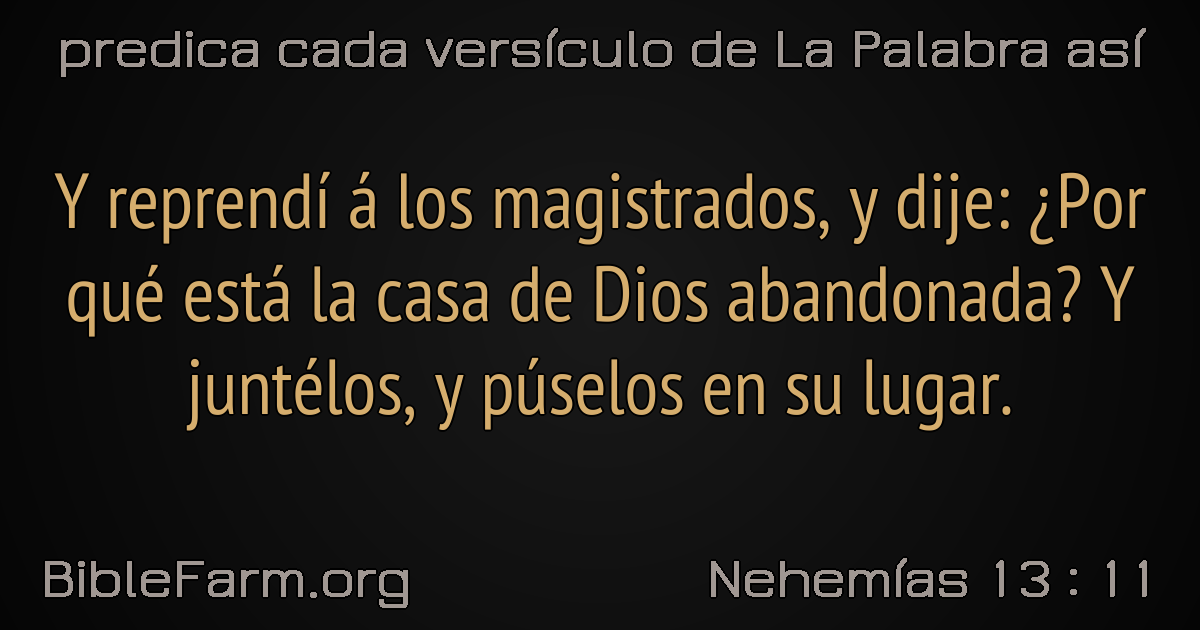 predica cada versículo de La Palabra así
Y reprendí á los magistrados, y dije: ¿Por
qué está la casa de Dios abandonada? Y
juntélos, y púselos en su lugar.
BibleFarm.org
Nehemías 13 : 11